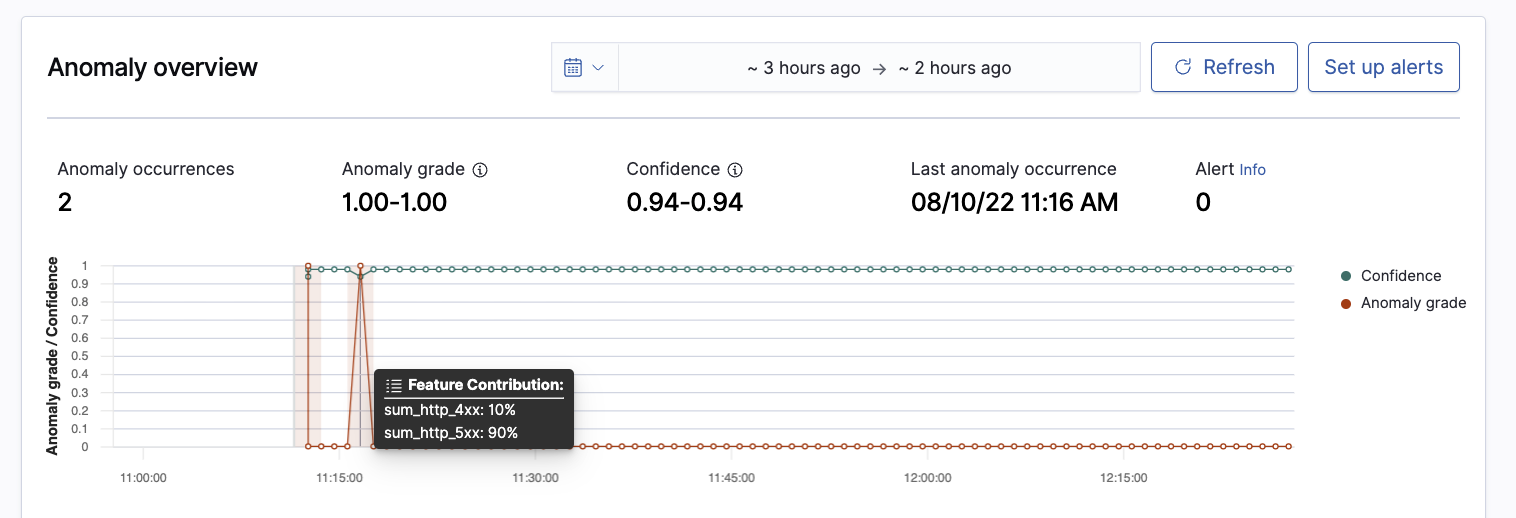 Anomaly overview
~ 3 hours ago → ~ 2 hours ago
Refresh
Set up alerts
Anomaly occurrences
2
Anomaly grade
1.00-1.00
Confidence
0.94-0.94
Last anomaly occurrence
08/10/22 11:16 AM
Alert Info
0
Anomaly grade / Confidence
1
0.9
0.8
0.7
0.6
0.5
0.4
0.3
0.2
0.1
0
Feature Contribution:
sum_http_4xx: 10%
sum_http_5xx: 90%
11:00:00
11:15:00
11:30:00
11:45:00
12:00:00
12:15:00
Confidence
Anomaly grade